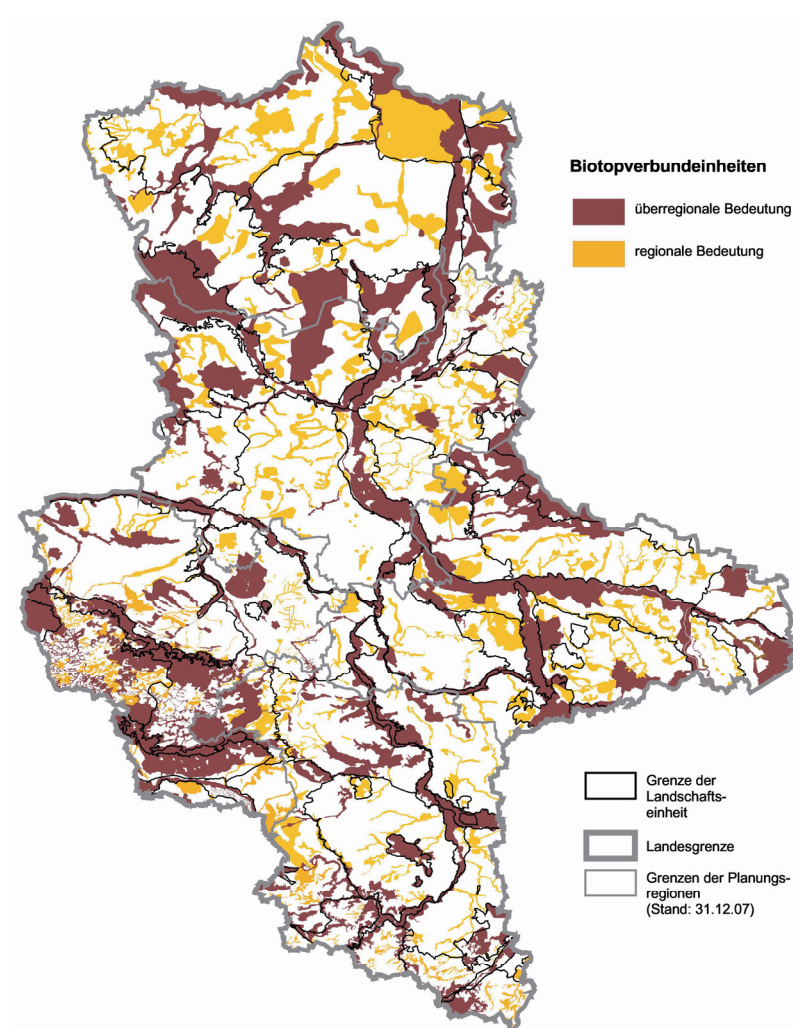 Biotopverbundeinheiten
überregionale Bedeutung
regionale Bedeutung
Grenze der
Landschafts-
einheit
Landesgrenze
Grenzen der Planungs-
regionen
(Stand: 31.12.07)